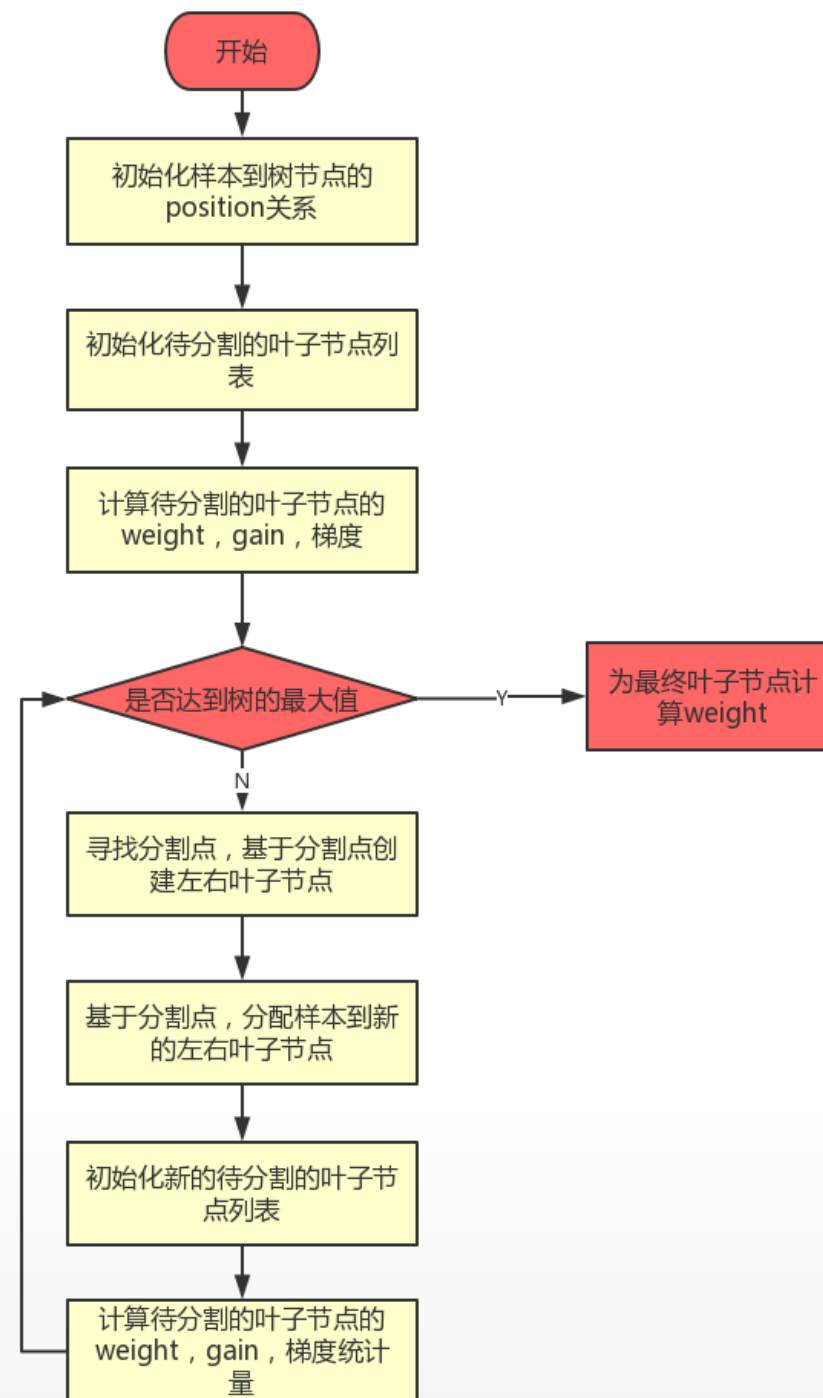 开始
初始化样本到树节点的
position关系
初始化待分割的叶子节点列
表
计算待分割的叶子节点的
weight，gain，梯度
是否达到树的最大值
Y
为最终叶子节点计
算weight
N
寻找分割点，基于分割点创
建左右叶子节点
基于分割点，分配样本到新
的左右叶子节点
初始化新的待分割的叶子节
点列表
计算待分割的叶子节点的
weight，gain，梯度统计
量